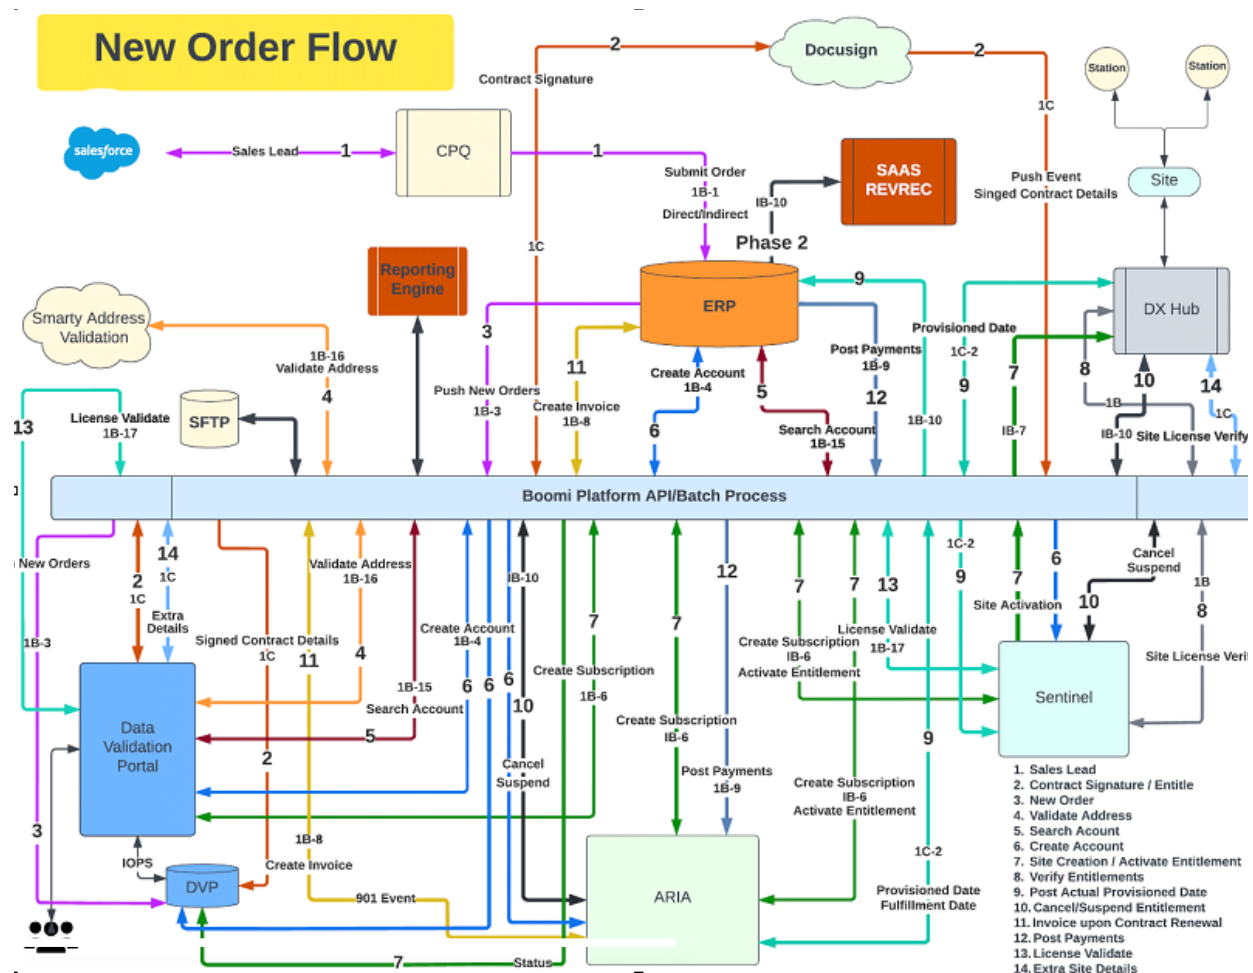 New Order Flow
2
Docusign
2
Contract Signature
Station
Station
1C
salesforce
Sales Lead
1
CPQ
1
Submit Order
1B-1
Direct/Indirect
SAAS
REVREC
IB-10
Phase 2
Push Event
Singed Contract Details
Site
1C
Reporting
Engine
ERP
9
DX Hub
Smarty Address
Validation
3
Provisioned Date
1C-2
1B-16
Validate Address
4
11
Create Account
1B-4
Post Payments
1B-9
9
7
8
10
14
Push New Orders
1B-3
Create Invoice
1B-8
5
12
13
License Validate
1B-17
SFTP
6
Search Account
1B-15
1B-10
IB-7
1B
1C
IB-10
Site License Verify
Boomi Platform API/Batch Process
New Orders
2
1C
14
1C
Extra
Details
Validate Address
1B-16
IB-10
12
7
7
13
1C-2
9
7
6
Cancel
Suspend
10
1B
8
Site Activation
1B-3
Signed Contract Details
1C
11
4
Create Account
1B-4
7
7
Create Subscription
IB-6
Activate Entitlement
License Validate
1B-17
Site License Veri
1B-15
Search Account
6
6
6
10
Create Subscription
1B-6
Sentinel
Data
Validation
Portal
5
2
Create Subscription
IB-6
9
Cancel
Suspend
Post Payments
1B-9
Create Subscription
IB-6
Activate Entitlement
3
1B-8
Create Invoice
IOPS
DVP
901 Event
ARIA
1C-2
Provisioned Date
Fulfillment Date
7
Status
1. Sales Lead
2. Contract Signature / Entitle
3. New Order
4. Validate Address
5. Search Acount
6. Create Account
7. Site Creation / Activate Entitlement
8. Verify Entitlements
9. Post Actual Provisioned Date
10. Cancel/Suspend Entitlement
11. Invoice upon Contract Renewal
12. Post Payments
13. License Validate
14. Extra Site Details